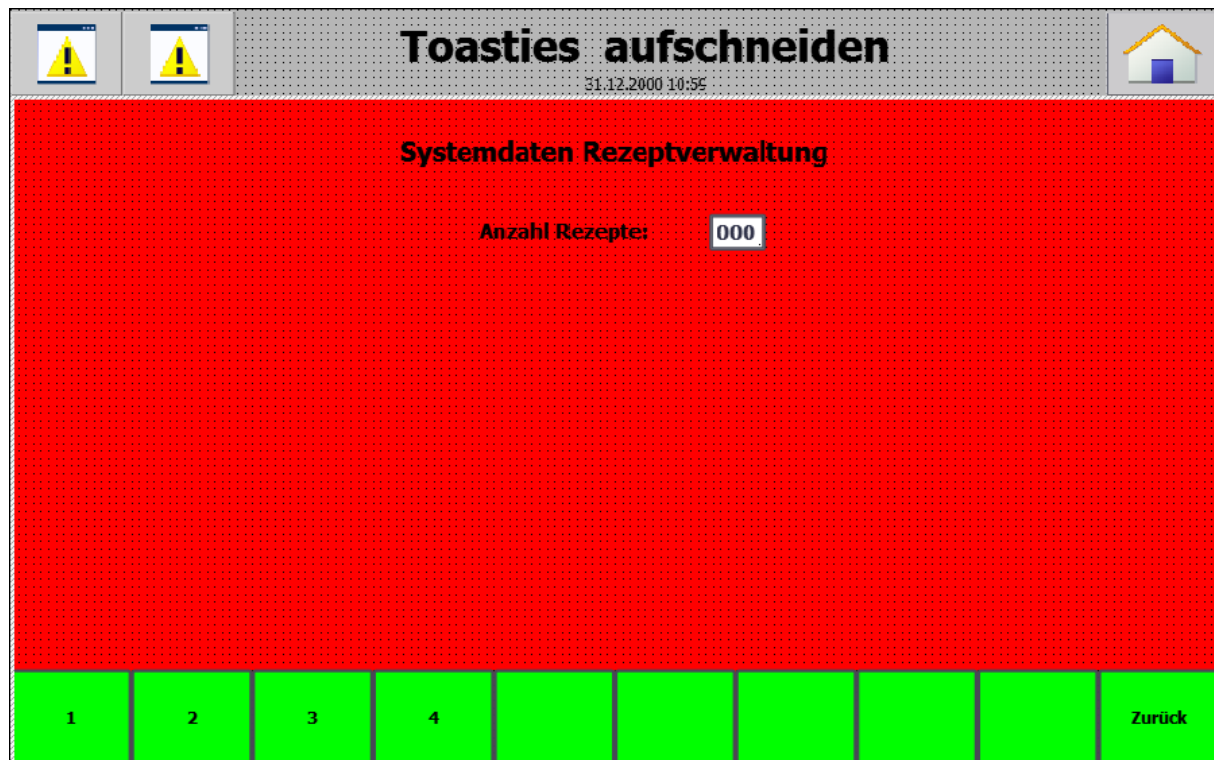 Toasties aufschneiden
31.12.2000 10:59
Systemdaten Rezeptverwaltung
Anzahl Rezepte: 000
1 2 3 4 Zurück